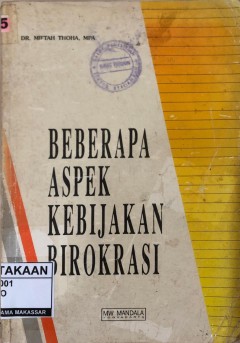 5
DR. MIFTAH THOHA, MPA
BEBERAPA
ASPEK
KEBIJAKAN
BIROKRASI
TAKAAN
001
O
AMA MAKASSAR
MW. MANDALA